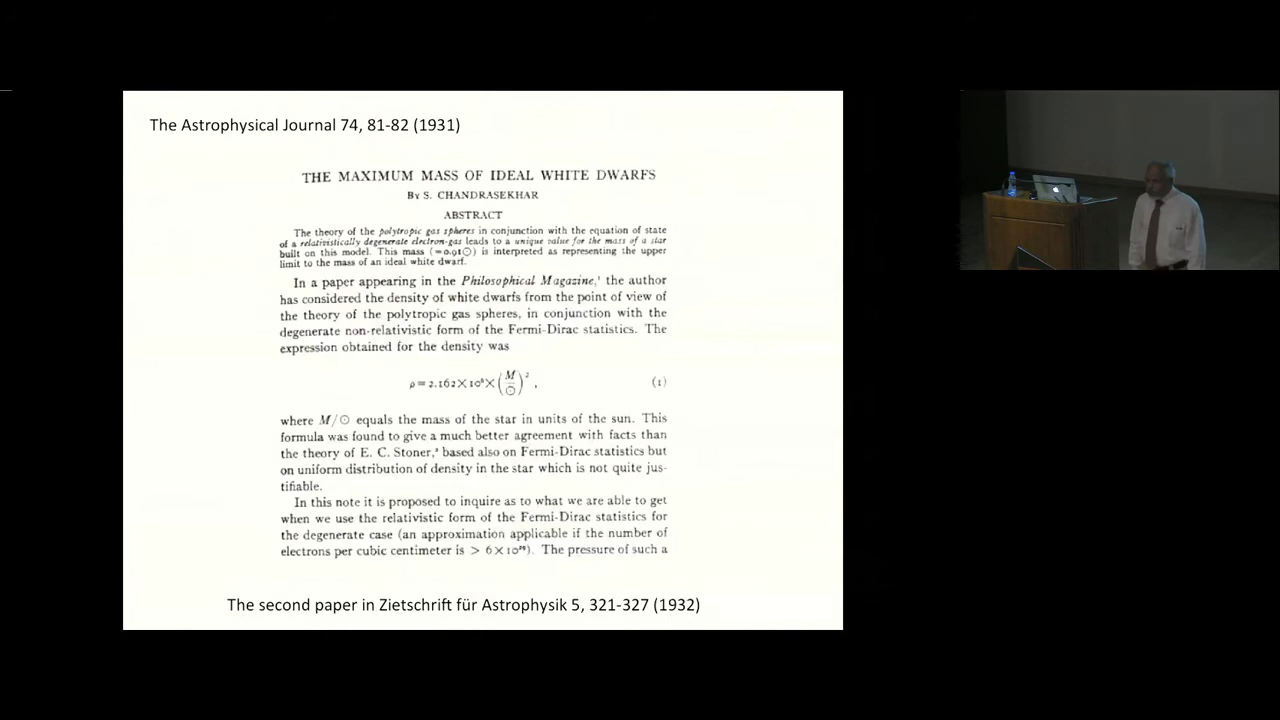 The Astrophysical Journal 74, 81-82 (1931)
THE MAXIMUM MASS OF IDEAL WHITE DWARFS
By S. CHANDRASEKHAR
ABSTRACT
The theory of the polytropic gas spheres in conjunction with the equation of state
of a relativistically degenerate electron-gas leads to a unique value for the mass of a star
built on this model. This mass (=0.91☉) is interpreted as representing the upper
limit to the mass of an ideal white dwarf.
In a paper appearing in the Philosophical Magazine,¹ the author
has considered the density of white dwarfs from the point of view of
the theory of the polytropic gas spheres, in conjunction with the
degenerate non-relativistic form of the Fermi-Dirac statistics. The
expression obtained for the density was
ρ=2.162×10⁶×(M/☉)², (1)
where M/☉ equals the mass of the star in units of the sun. This
formula was found to give a much better agreement with facts than
the theory of E. C. Stoner,² based also on Fermi-Dirac statistics but
on uniform distribution of density in the star which is not quite jus-
tifiable.
In this note it is proposed to inquire as to what we are able to get
when we use the relativistic form of the Fermi-Dirac statistics for
the degenerate case (an approximation applicable if the number of
electrons per cubic centimeter is > 6×10²⁹). The pressure of such a
The second paper in Zietschrift für Astrophysik 5, 321-327 (1932)